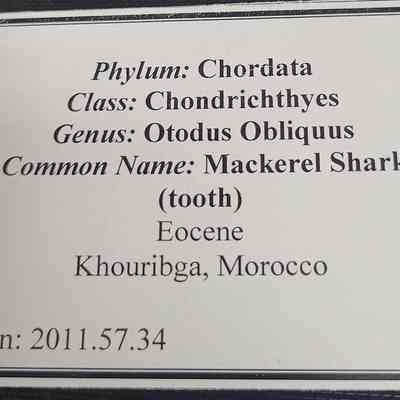 Phylum: Chordata
Class: Chondrichthyes
Genus: Otodus Obliquus
Common Name: Mackerel Shark
(tooth)
Eocene
Khouribga, Morocco
n: 2011.57.34